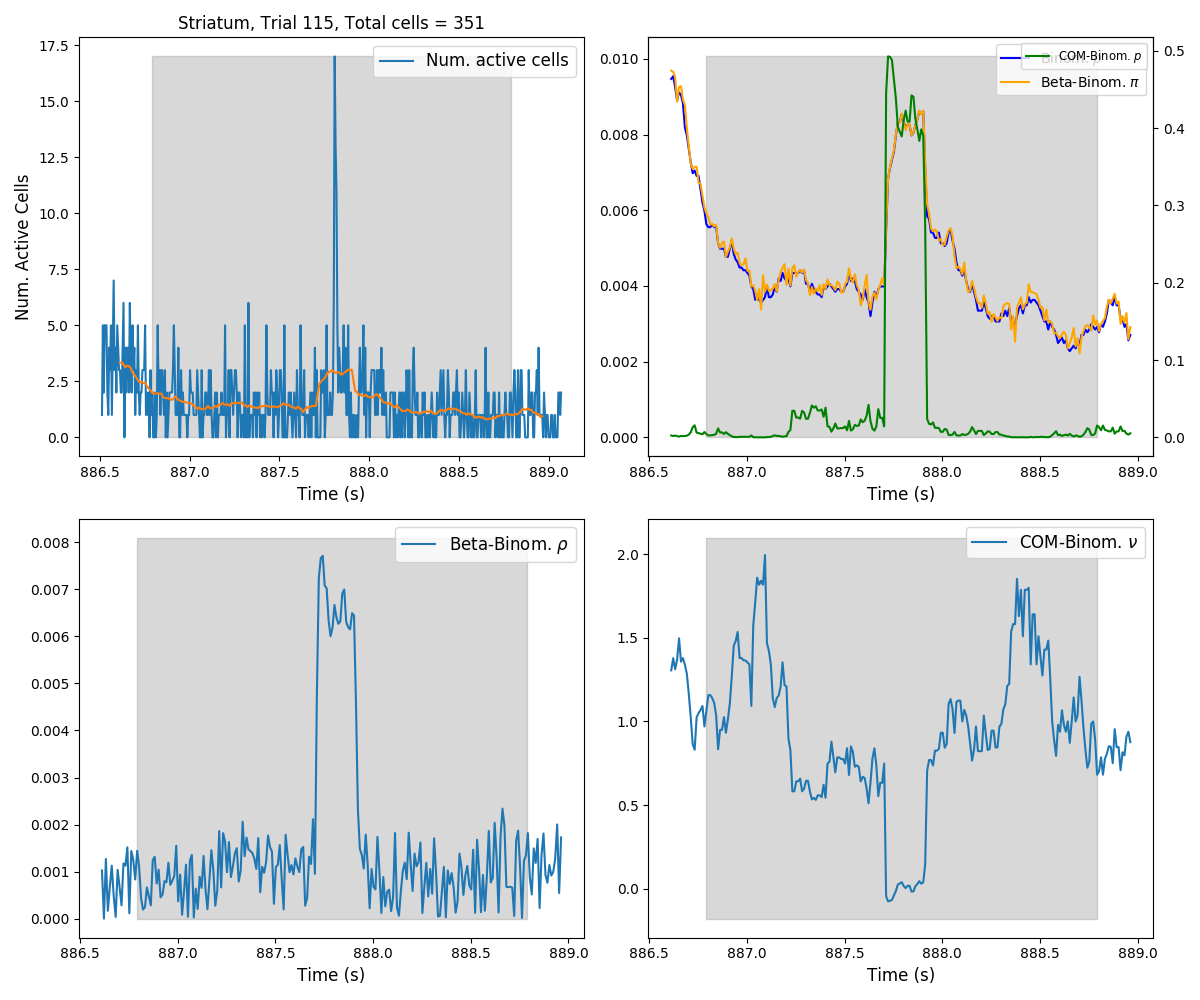 Striatum, Trial 115, Total cells = 351
17.5
15.0
12.5
10.0
7.5
5.0
2.5
0.0
Num. Active Cells
Num. active cells
886.5 887.0 887.5 888.0 888.5 889.0
Time (s)
0.010
0.008
0.006
0.004
0.002
0.000
COM-Binom. p
Beta-Binom. π
0.5
0.4
0.3
0.2
0.1
0.0
886.5 887.0 887.5 888.0 888.5 889.0
Time (s)
0.008
0.007
0.006
0.005
0.004
0.003
0.002
0.001
0.000
Beta-Binom. ρ
886.5 887.0 887.5 888.0 888.5 889.0
Time (s)
2.0
1.5
1.0
0.5
0.0
COM-Binom. ν
886.5 887.0 887.5 888.0 888.5 889.0
Time (s)